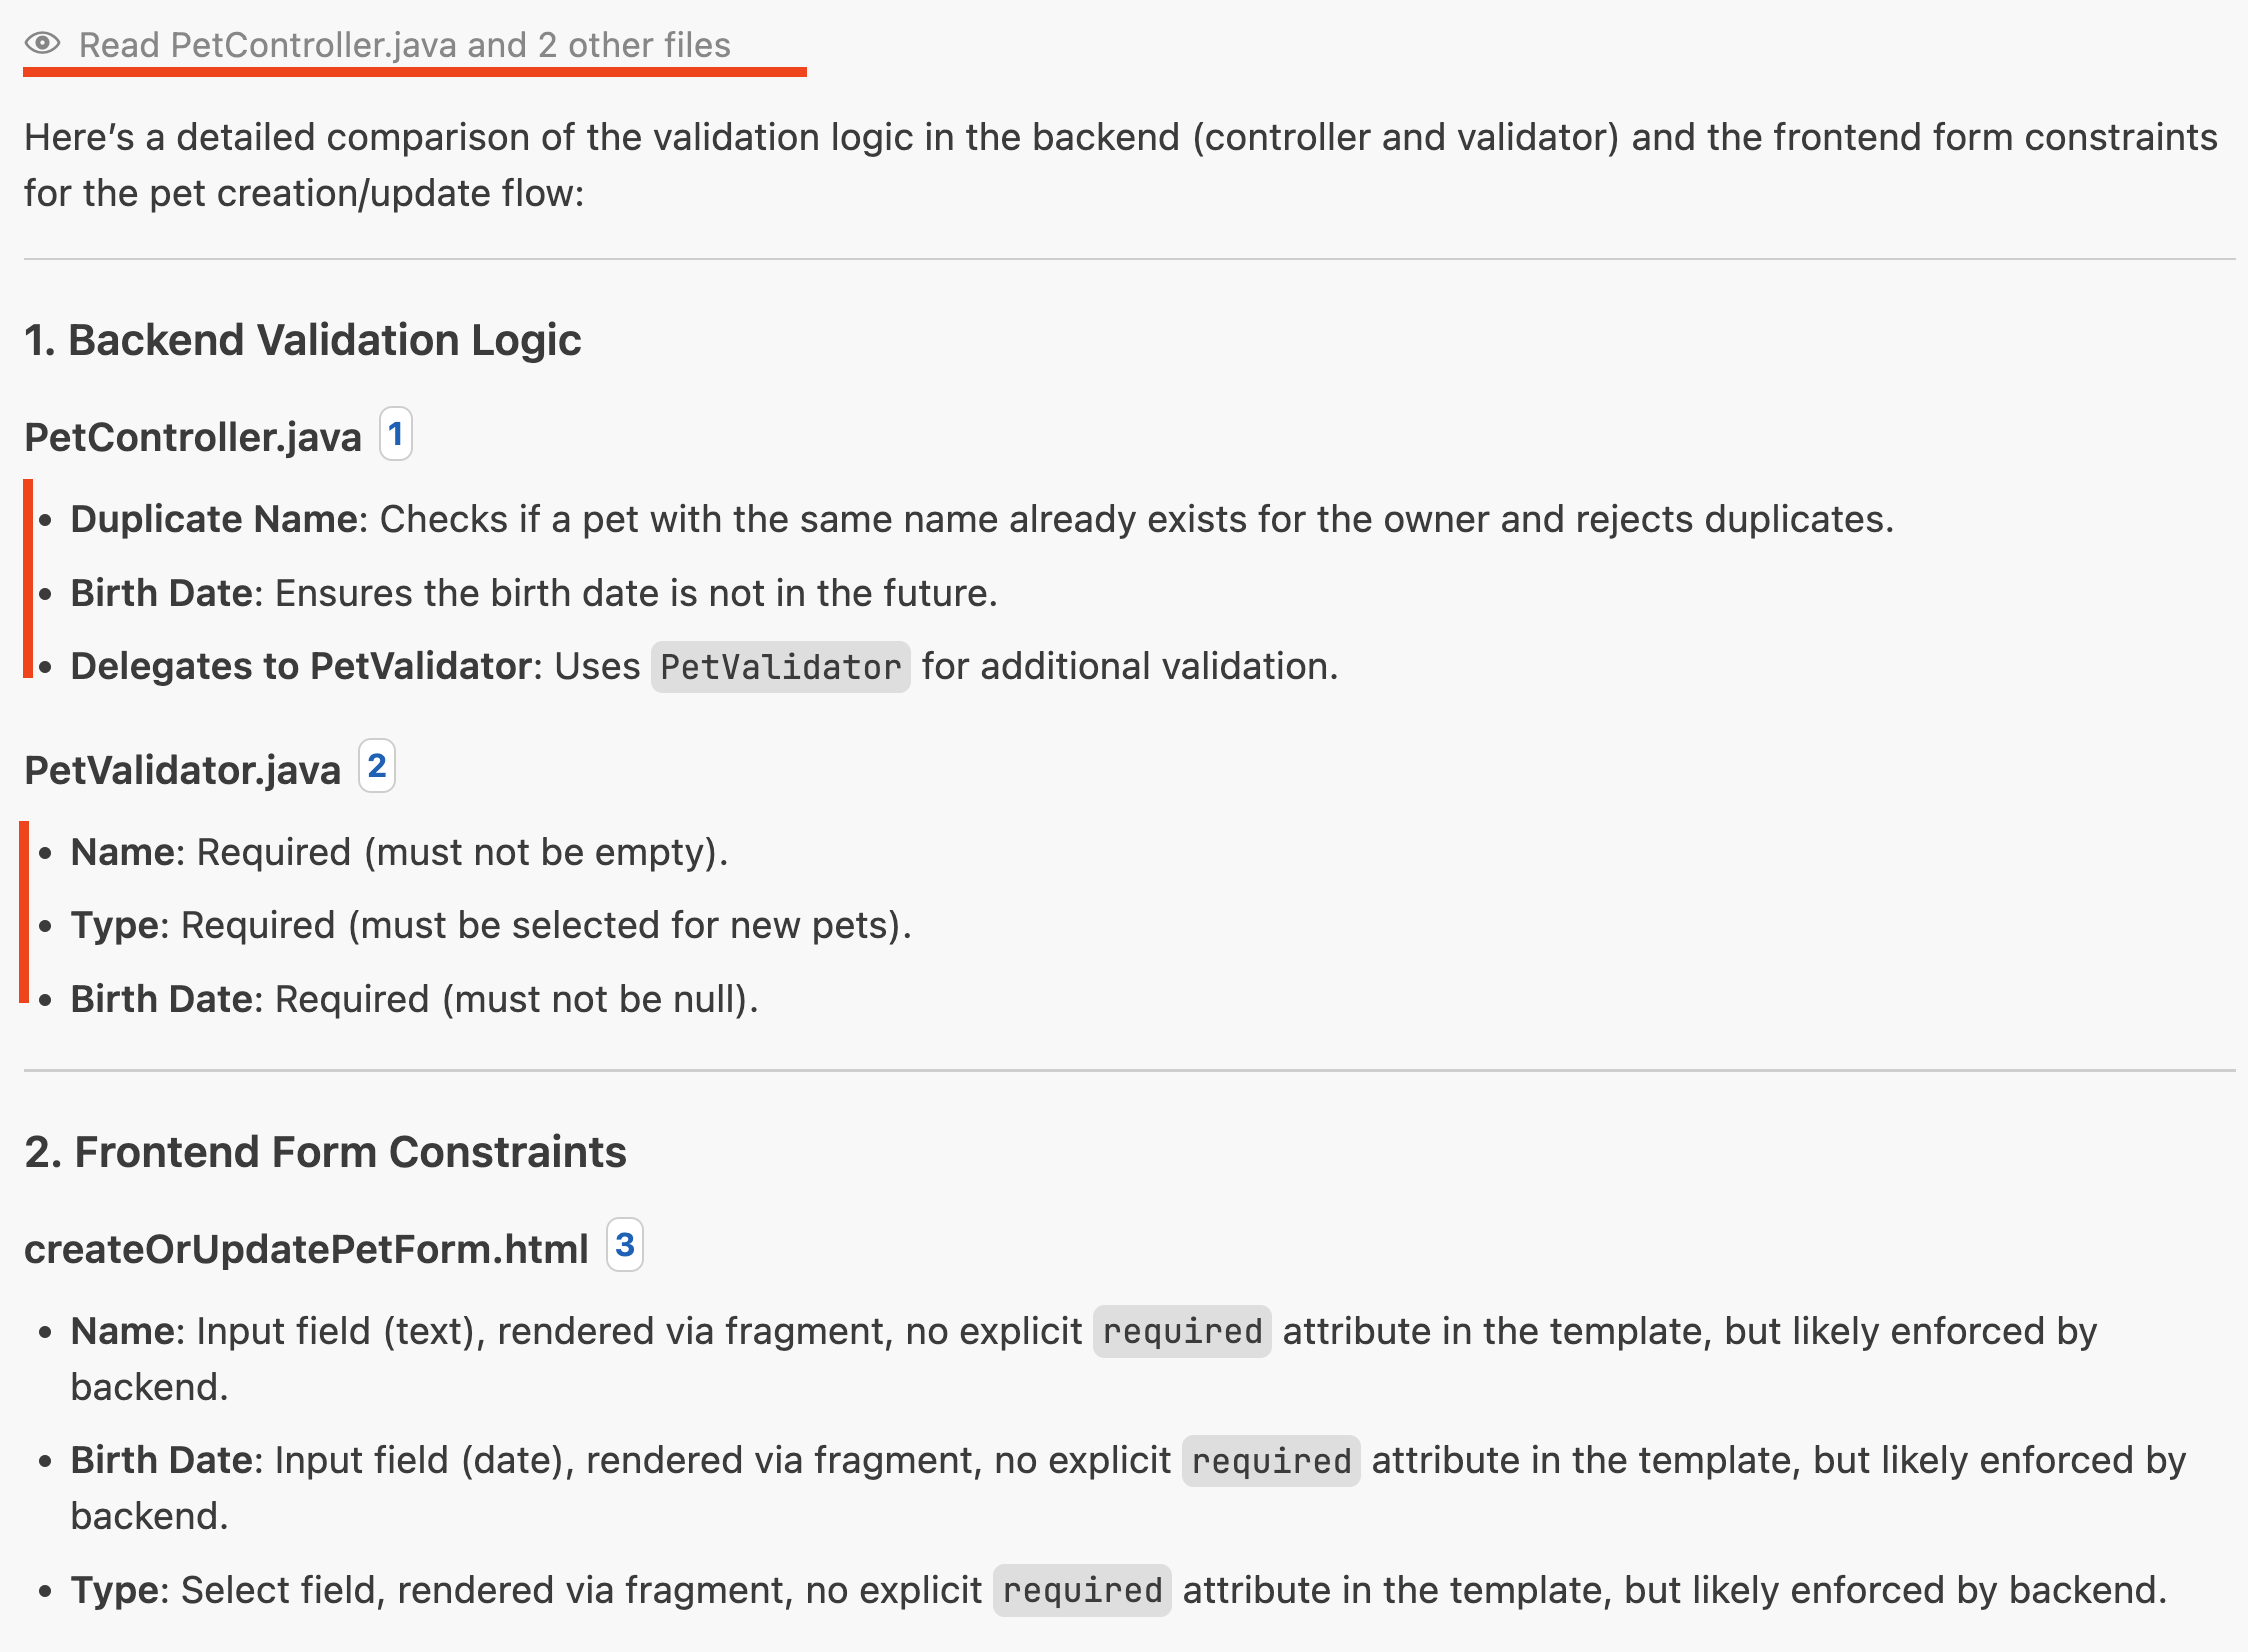 Read PetController.java and 2 other files
Here’s a detailed comparison of the validation logic in the backend (controller and validator) and the frontend form constraints
for the pet creation/update flow:
1. Backend Validation Logic
PetController.java 1
• Duplicate Name: Checks if a pet with the same name already exists for the owner and rejects duplicates.
• Birth Date: Ensures the birth date is not in the future.
• Delegates to PetValidator: Uses PetValidator for additional validation.
PetValidator.java 2
• Name: Required (must not be empty).
• Type: Required (must be selected for new pets).
• Birth Date: Required (must not be null).
2. Frontend Form Constraints
createOrUpdatePetForm.html 3
• Name: Input field (text), rendered via fragment, no explicit required attribute in the template, but likely enforced by
backend.
• Birth Date: Input field (date), rendered via fragment, no explicit required attribute in the template, but likely enforced by
backend.
• Type: Select field, rendered via fragment, no explicit required attribute in the template, but likely enforced by backend.